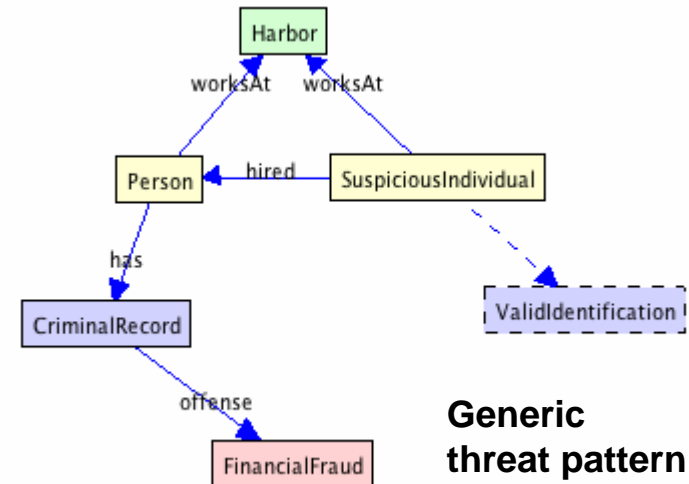 Harbor
worksAt worksAt
Person hired SuspiciousIndividual
has
CriminalRecord ValidIdentification
offense
FinancialFraud
Generic
threat pattern